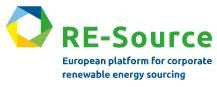 RE-Source
European platform for corporate
renewable energy sourcing